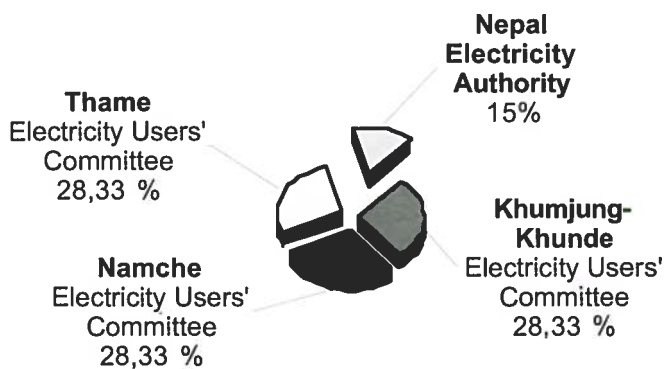 Nepal
Electricity
Authority
15%
Thame
Electricity Users'
Committee
28,33 %
Khumjung-
Khunde
Electricity Users'
Committee
28,33 %
Namche
Electricity Users'
Committee
28,33 %